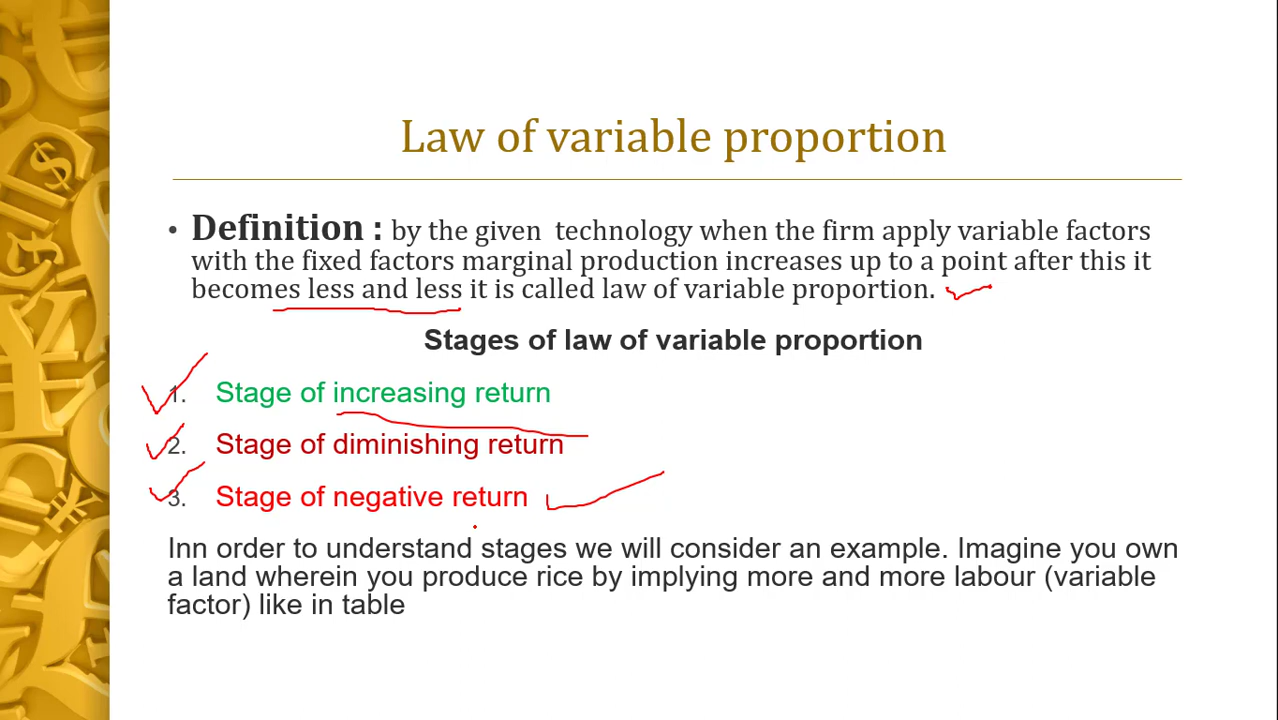 Law of variable proportion
• Definition : by the given technology when the firm apply variable factors
with the fixed factors marginal production increases up to a point after this it
becomes less and less it is called law of variable proportion.
Stages of law of variable proportion
1. Stage of increasing return
2. Stage of diminishing return
3. Stage of negative return
Inn order to understand stages we will consider an example. Imagine you own
a land wherein you produce rice by implying more and more labour (variable
factor) like in table